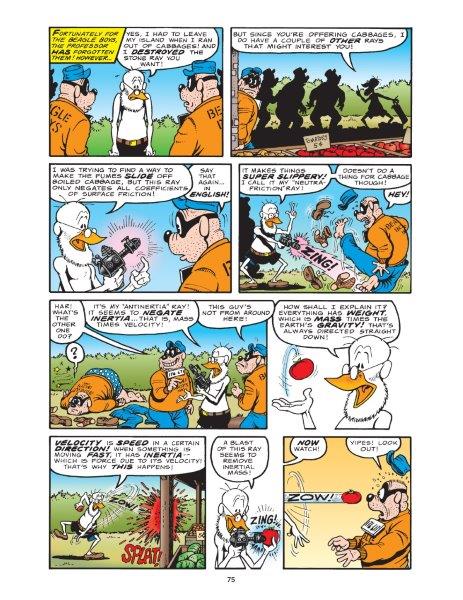 FORTUNATELY FOR
THE BEAGLE BOYS,
THE PROFESSOR
HAS FORGOTTEN
THEM! HOWEVER...
YES, I HAD TO LEAVE
MY ISLAND WHEN I RAN
OUT OF CABBAGES! AND
I DESTROYED THE
STONE RAY YOU
WANT!
BUT SINCE YOU'RE OFFERING CABBAGES, I
DO HAVE A COUPLE OF OTHER RAYS
THAT MIGHT INTEREST YOU!
I WAS TRYING TO FIND A WAY TO
MAKE THE FUMES SLIDE OFF
BOILED CABBAGE, BUT THIS RAY
ONLY NEGATES ALL COEFFICIENTS
OF SURFACE FRICTION!
SAY
THAT
AGAIN...
IN
ENGLISH!
IT MAKES THINGS
SUPER SLIPPERY!
I CALL IT MY "NEUTRA-
FRICTION" RAY!
DOESN'T DO A
THING FOR CABBAGE
THOUGH!
HEY!
ZING!
HAR!
WHAT'S
THE
OTHER
ONE
DO?
IT'S MY "ANTINERTIA" RAY!
IT SEEMS TO NEGATE
INERTIA...THAT IS, MASS
TIMES VELOCITY!
THIS GUY'S
NOT FROM AROUND
HERE!
?
HOW SHALL I EXPLAIN IT?
EVERYTHING HAS WEIGHT,
WHICH IS MASS TIMES THE
EARTH'S GRAVITY! THAT'S
ALWAYS DIRECTED STRAIGHT
DOWN!
VELOCITY IS SPEED IN A CERTAIN
DIRECTION! WHEN SOMETHING IS
MOVING FAST, IT HAS INERTIA--
WHICH IS FORCE DUE TO ITS VELOCITY!
THAT'S WHY THIS HAPPENS!
SPLAT!
A BLAST
OF THIS RAY
SEEMS TO
REMOVE
INERTIAL
MASS!
ZING!
NOW
WATCH!
YIPES! LOOK
OUT!
ZOW!
75